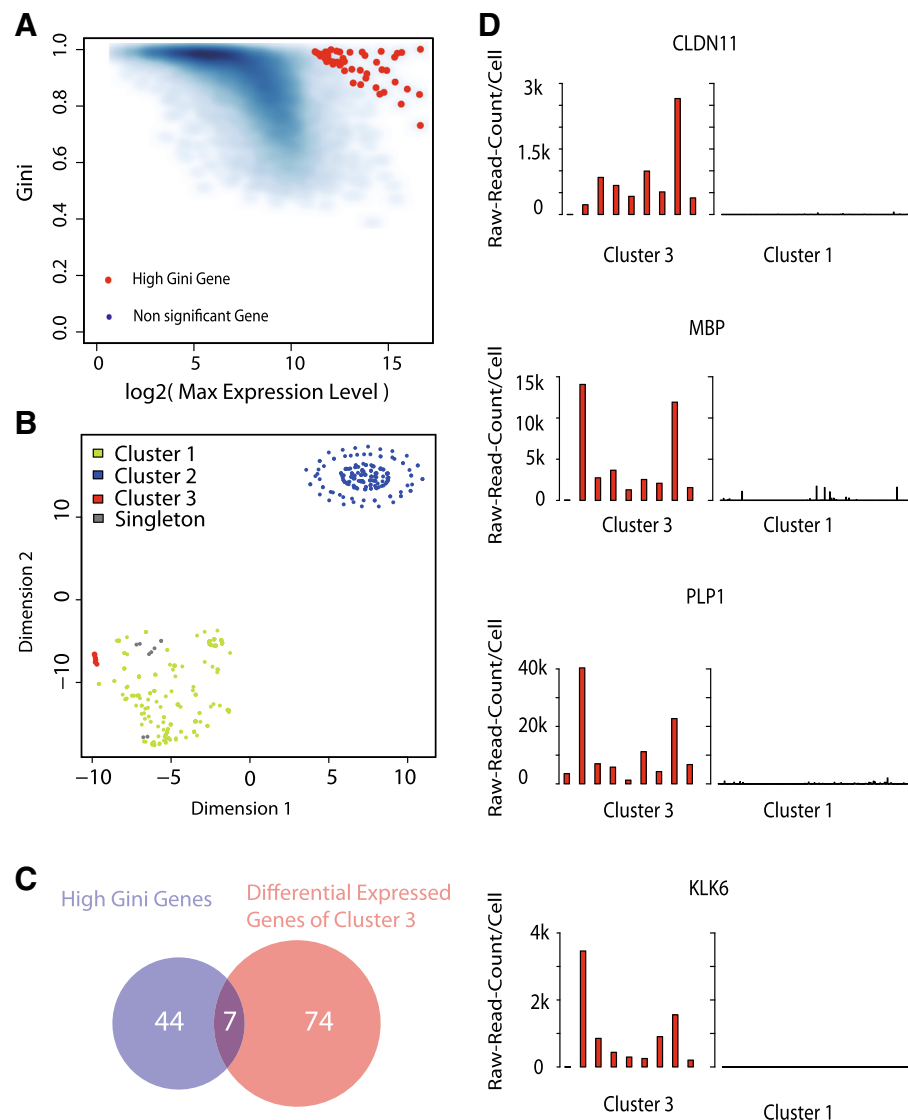 A
1.0
0.8
0.6
0.4
0.2
0.0
Gini
High Gini Gene
Non significant Gene
0 5 10 15
log2( Max Expression Level )
B
Cluster 1
Cluster 2
Cluster 3
Singleton
10
0
−10
Dimension 2
−10 −5 0 5 10
Dimension 1
C
High Gini Genes
Differential Expressed
Genes of Cluster 3
44 7 74
D
CLDN11
Raw-Read-Count/Cell
3k
1.5k
0
Cluster 3 Cluster 1
MBP
Raw-Read-Count/Cell
15k
10k
5k
0
Cluster 3 Cluster 1
PLP1
Raw-Read-Count/Cell
40k
20k
0
Cluster 3 Cluster 1
KLK6
Raw-Read-Count/Cell
4k
2k
0
Cluster 3 Cluster 1